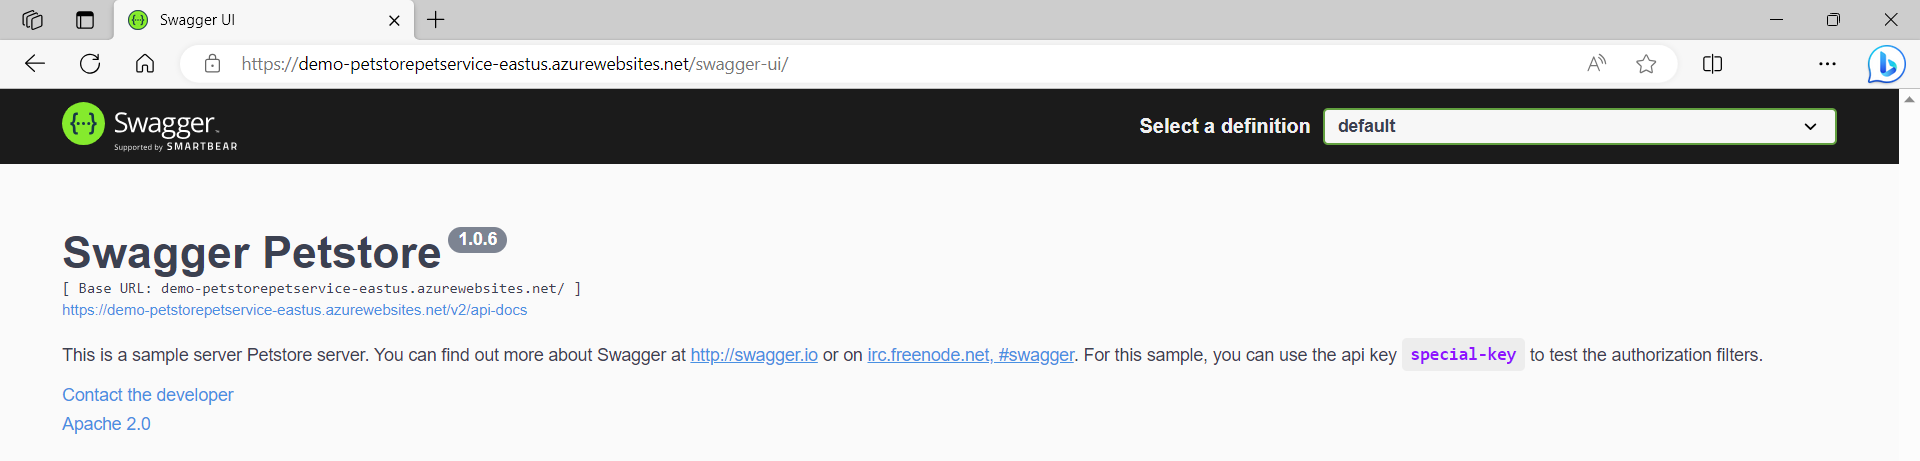 Swagger UI
https://demo-petstorepetservice-eastus.azurewebsites.net/swagger-ui/
Swagger
Supported by SMARTBEAR
Select a definition
default
Swagger Petstore 1.0.6
[ Base URL: demo-petstorepetservice-eastus.azurewebsites.net/ ]
https://demo-petstorepetservice-eastus.azurewebsites.net/v2/api-docs
This is a sample server Petstore server. You can find out more about Swagger at http://swagger.io or on irc.freenode.net, #swagger. For this sample, you can use the api key special-key to test the authorization filters.
Contact the developer
Apache 2.0